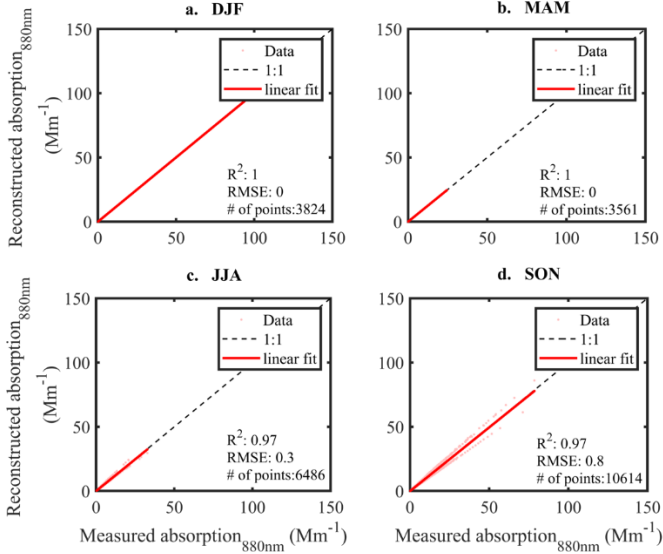 a. DJF
150
100
50
0
0 50 100 150
Reconstructed absorption880nm
(Mm-1)
Data
1:1
linear fit
R2: 1
RMSE: 0
# of points:3824
b. MAM
150
100
50
0
0 50 100 150
Data
1:1
linear fit
R2: 1
RMSE: 0
# of points:3561
c. JJA
150
100
50
0
0 50 100 150
Reconstructed absorption880nm
(Mm-1)
Measured absorption880nm (Mm-1)
Data
1:1
linear fit
R2: 0.97
RMSE: 0.3
# of points:6486
d. SON
150
100
50
0
0 50 100 150
Measured absorption880nm (Mm-1)
Data
1:1
linear fit
R2: 0.97
RMSE: 0.8
# of points:10614